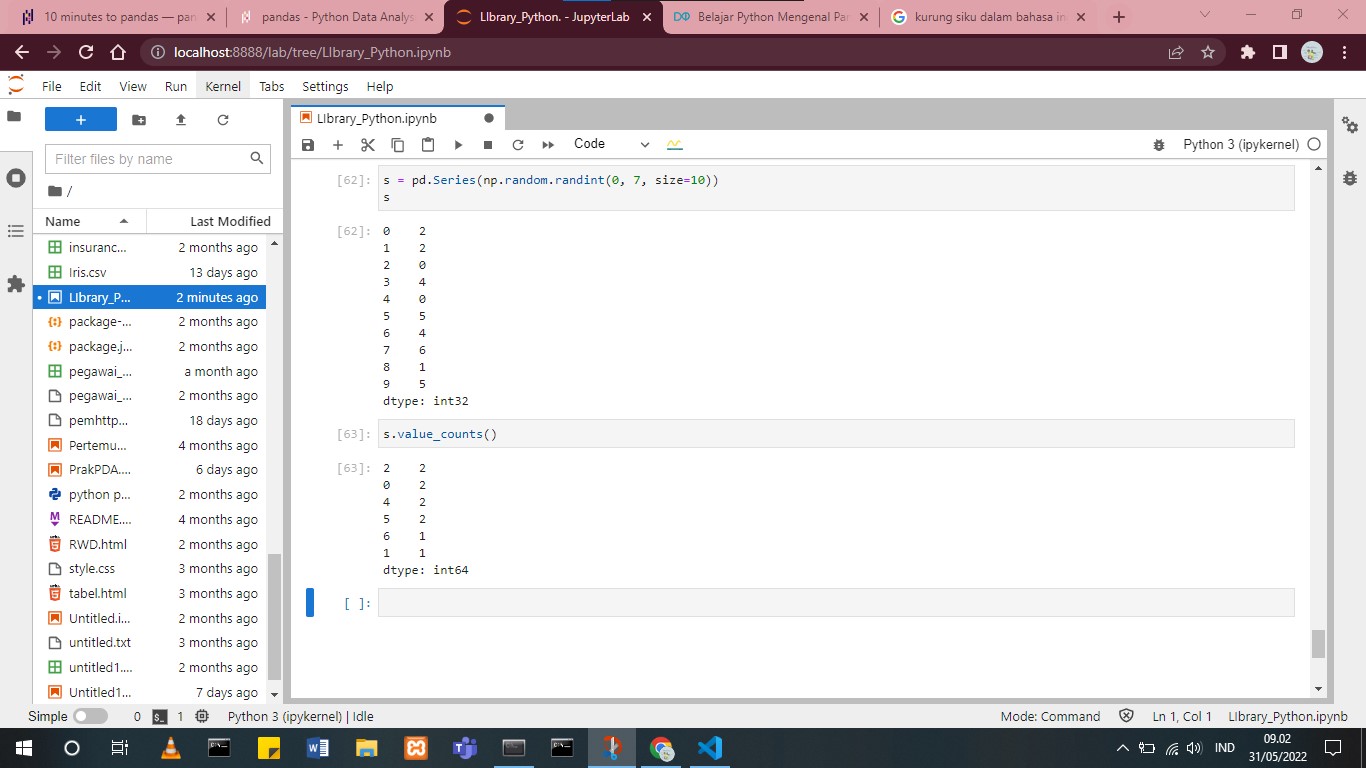 10 minutes to pandas — pan
pandas - Python Data Analys
LIbrary_Python. - JupyterLab
Belajar Python Mengenal Pan
kurung siku dalam bahasa in
localhost:8888/lab/tree/LIbrary_Python.ipynb
File Edit View Run Kernel Tabs Settings Help
LIbrary_Python.ipynb
Filter files by name
Code
Python 3 (ipykernel)
/
Name Last Modified
insuranc... 2 months ago
Iris.csv 13 days ago
LIbrary_P... 2 minutes ago
package-... 2 months ago
package.j... 2 months ago
pegawai_... a month ago
pegawai_... 2 months ago
pemhttp... 18 days ago
Pertemu... 4 months ago
PrakPDA.... 6 days ago
python p... 2 months ago
README.... 4 months ago
RWD.html 2 months ago
style.css 3 months ago
tabel.html 3 months ago
Untitled.i... 2 months ago
untitled.txt 3 months ago
untitled1.... 2 months ago
Untitled1... 7 days ago
[62]: s = pd.Series(np.random.randint(0, 7, size=10))
s
[62]: 0 2
1 2
2 0
3 4
4 0
5 5
6 4
7 6
8 1
9 5
dtype: int32
[63]: s.value_counts()
[63]: 2 2
0 2
4 2
5 2
6 1
1 1
dtype: int64
[ ]:
Simple 0 1 Python 3 (ipykernel) | Idle
Mode: Command Ln 1, Col 1 LIbrary_Python.ipynb
IND
09.02
31/05/2022